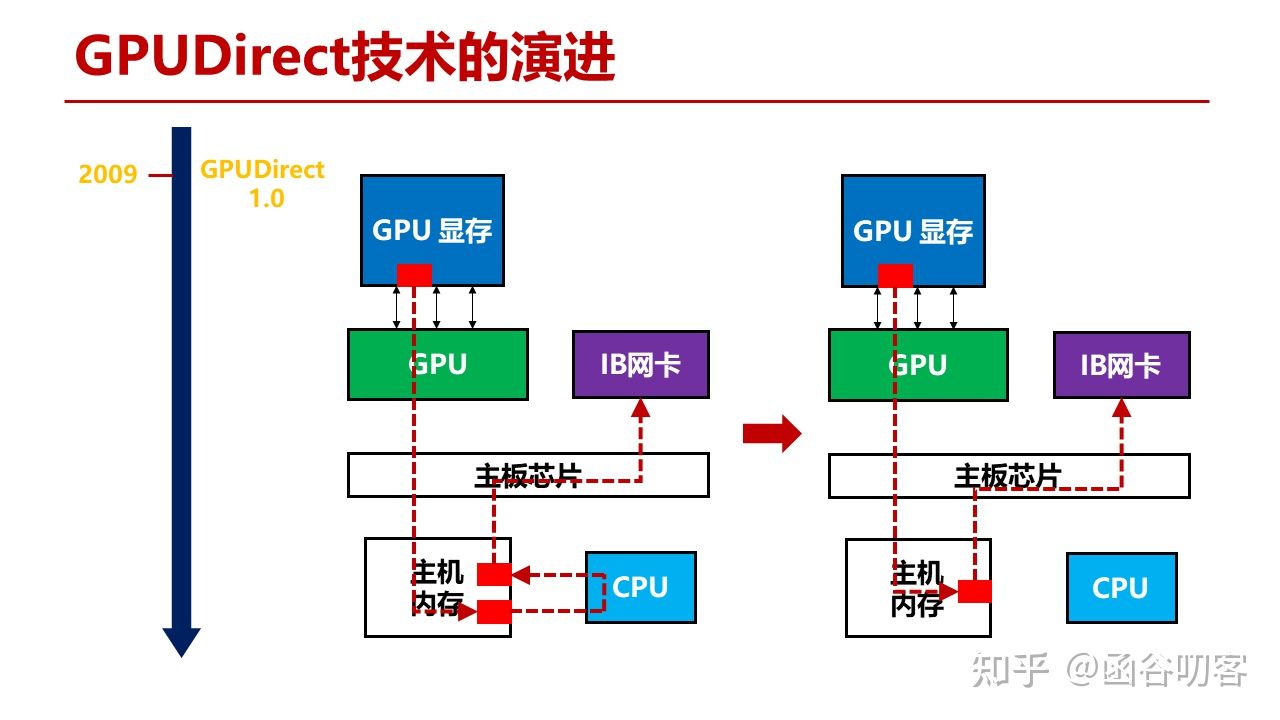 GPUDirect技术的演进
2009
GPUDirect
1.0
GPU 显存
GPU
IB网卡
主板芯片
主机
内存
CPU
GPU 显存
GPU
IB网卡
主板芯片
主机
内存
CPU
知乎 @函谷叨客